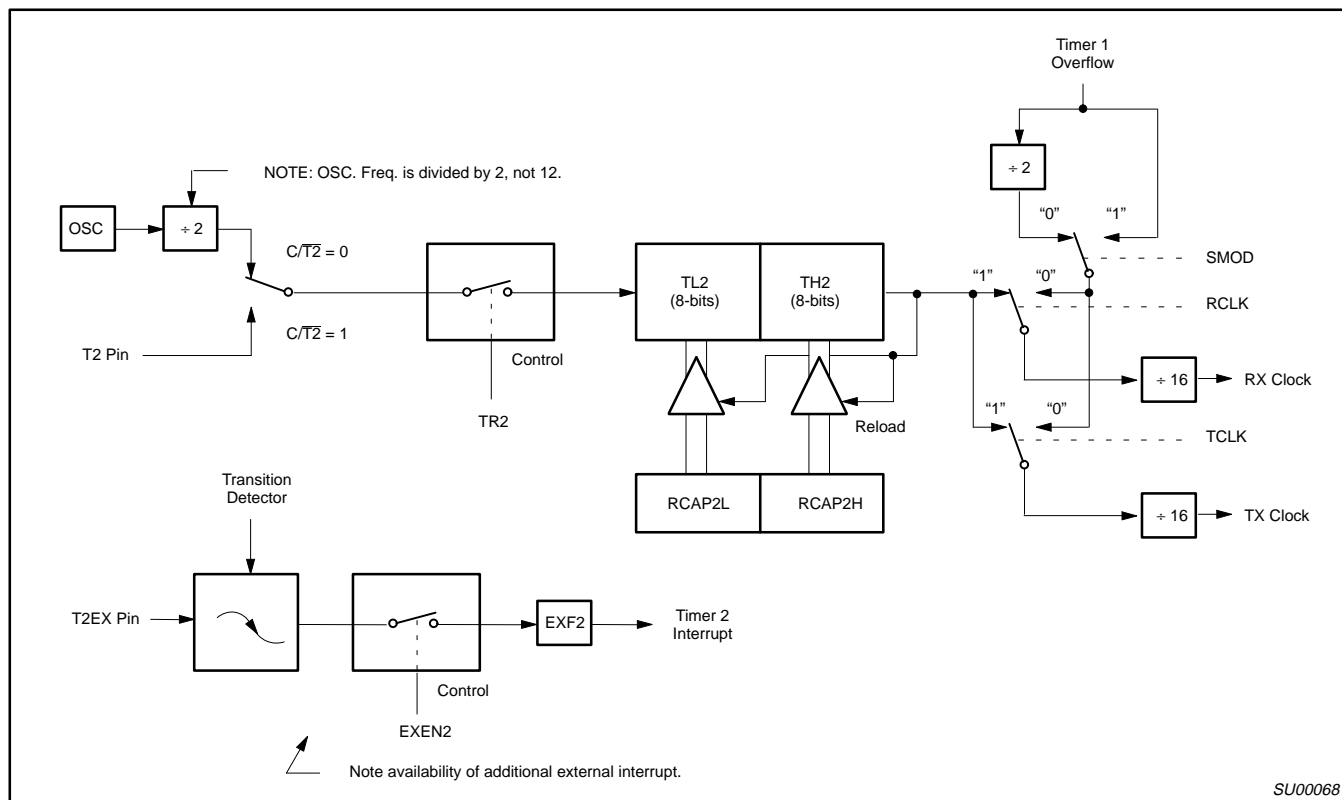 Timer 1
Overflow
÷ 2
NOTE: OSC. Freq. is divided by 2, not 12.
“0”
“1”
OSC
÷ 2
C/T2 = 0
SMOD
TL2
(8-bits)
TH2
(8-bits)
“1”
“0”
RCLK
C/T2 = 1
T2 Pin
Control
÷ 16
RX Clock
TR2
Reload
“1”
“0”
TCLK
Transition
Detector
RCAP2L
RCAP2H
÷ 16
TX Clock
T2EX Pin
EXF2
Timer 2
Interrupt
Control
EXEN2
Note availability of additional external interrupt.
SU00068